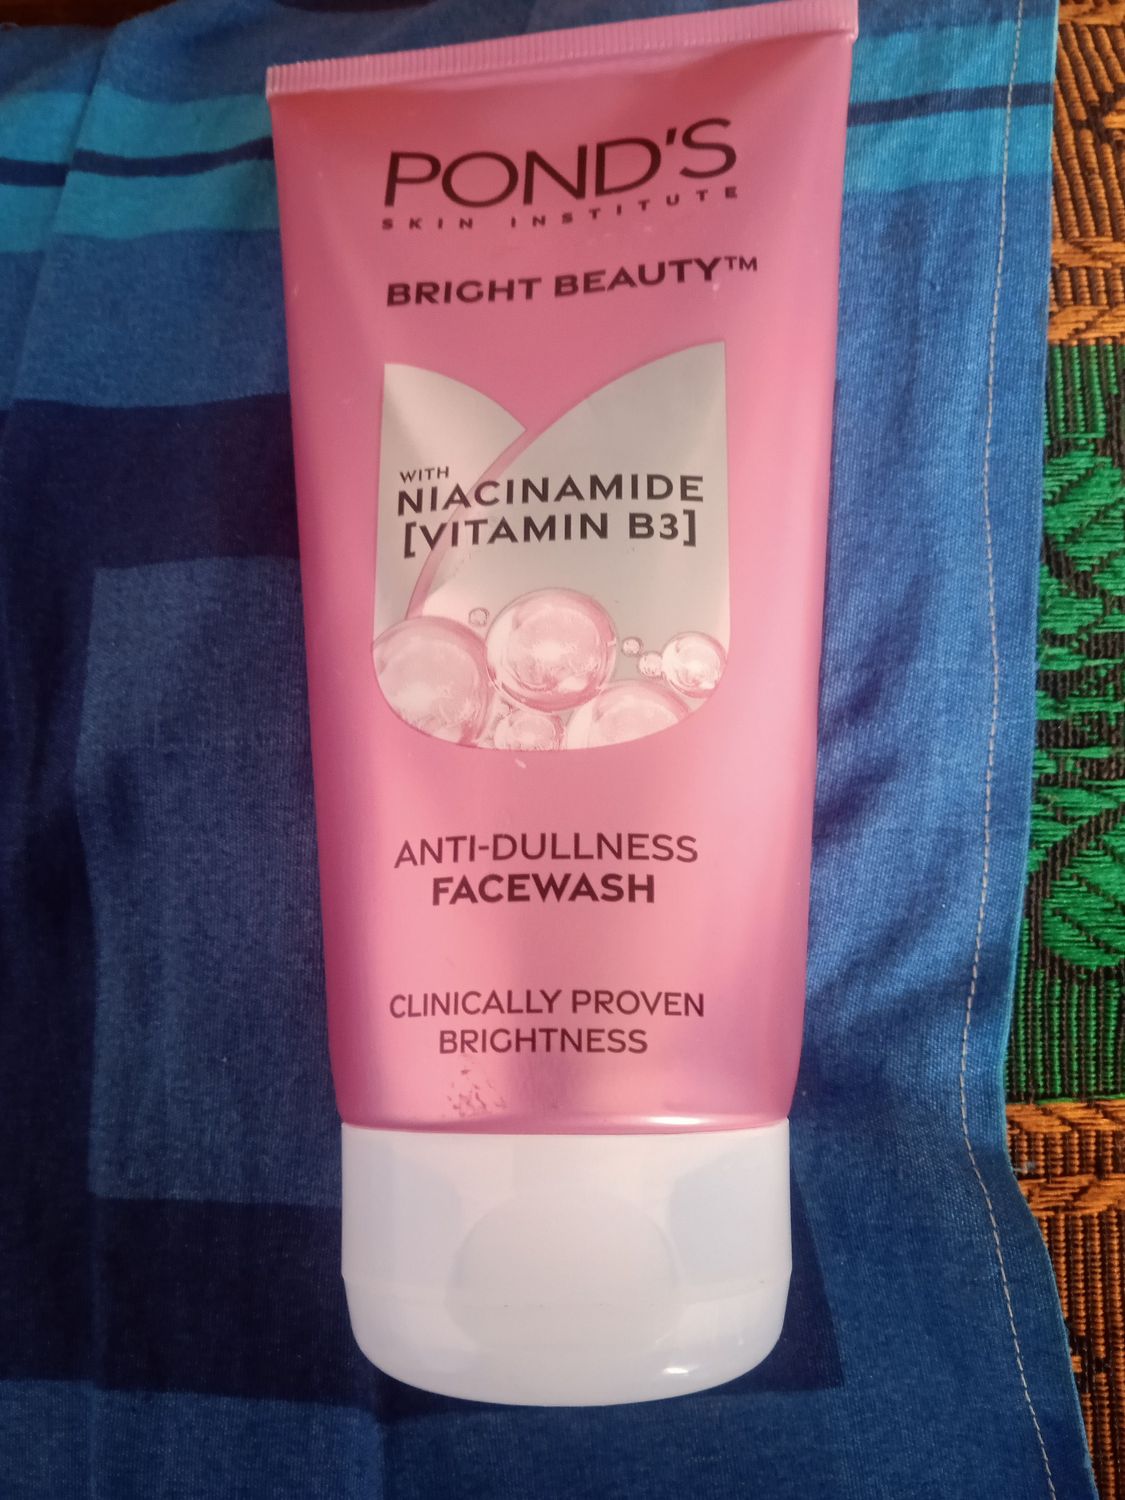 POND'S
SKIN INSTITUTE
BRIGHT BEAUTY™
WITH
NIACINAMIDE
[VITAMIN B3]
ANTI-DULLNESS
FACEWASH
CLINICALLY PROVEN
BRIGHTNESS